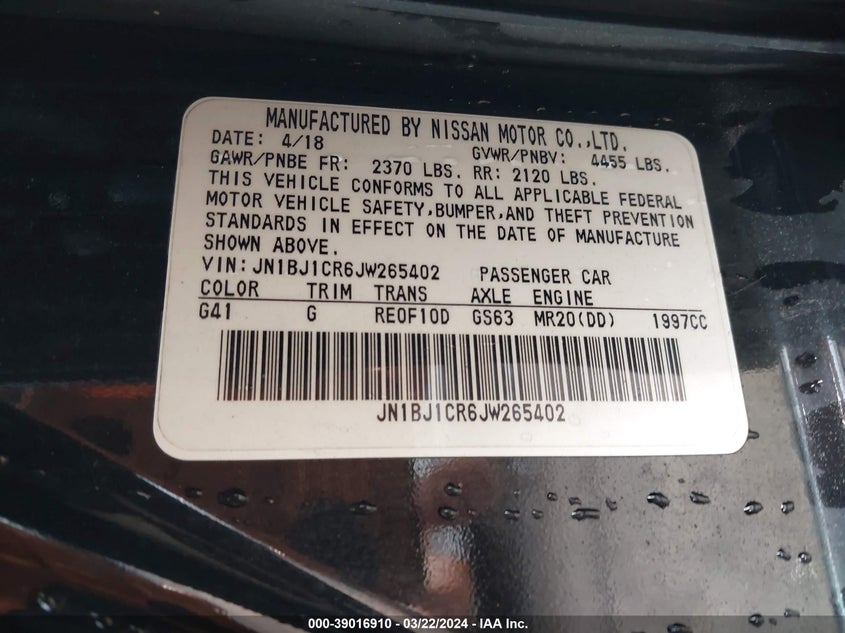 MANUFACTURED BY NISSAN MOTOR CO.,LTD.
DATE: 4/18 GVWR/PNBV: 4455 LBS.
GAWR/PNBE FR: 2370 LBS. RR: 2120 LBS.
THIS VEHICLE CONFORMS TO ALL APPLICABLE FEDERAL
MOTOR VEHICLE SAFETY,BUMPER,AND THEFT PREVENTION
STANDARDS IN EFFECT ON THE DATE OF MANUFACTURE
SHOWN ABOVE.
VIN:JN1BJ1CR6JW265402 PASSENGER CAR
COLOR TRIM TRANS AXLE ENGINE
G41 G RE0F10D GS63 MR20(DD) 1997CC
JN1BJ1CR6JW265402
000-39016910 - 03/22/2024 - IAA Inc.